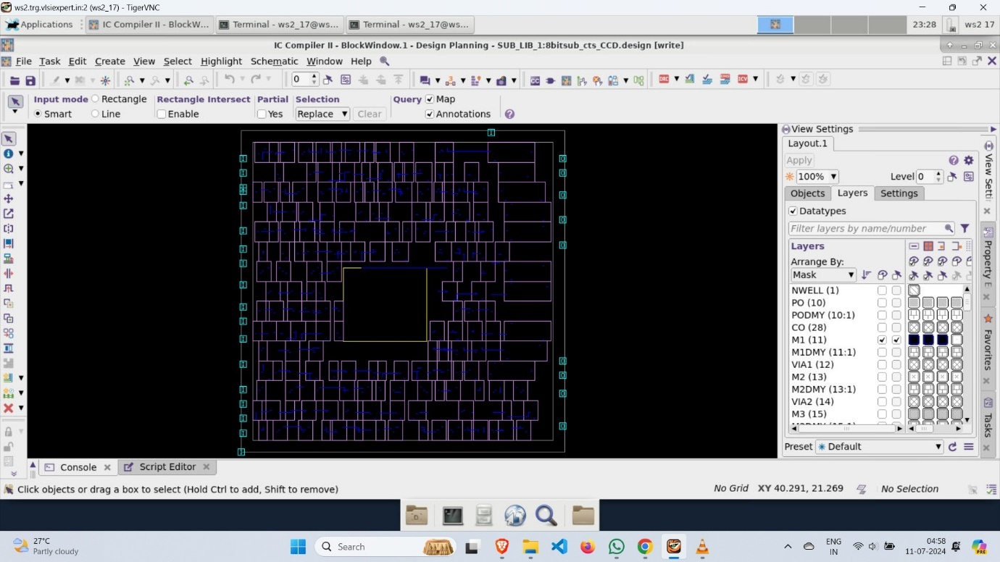 ws2.trg.vlsiexpert.in:2 (ws2_17) - TigerVNC
Applications
IC Compiler II - BlockW...
Terminal - ws2_17@ws...
Terminal - ws2_17@ws...
23:28
ws2 17
IC Compiler II - BlockWindow.1 - Design Planning - SUB_LIB_1:8bitsub_cts_CCD.design [write]
File Task Edit Create View Select Highlight Schematic Window Help
0
DRC
ICV
Input mode Rectangle Rectangle Intersect Partial Selection Query Map
Smart Line Enable Yes Replace Clear Annotations
View Settings
Layout.1
Apply
100% Level 0
Objects Layers Settings
Datatypes
Filter layers by name/number
Layers
Arrange By:
Mask
NWELL (1)
PO (10)
PODMY (10:1)
CO (28)
M1 (11)
M1DMY (11:1)
VIA1 (12)
M2 (13)
M2DMY (13:1)
VIA2 (14)
M3 (15)
Preset Default
View Setti
Property E
Favorites
Tasks
Console
Script Editor
Click objects or drag a box to select (Hold Ctrl to add, Shift to remove)
No Grid XY 40.291, 21.269 No Selection
27°C
Partly cloudy
Search
ENG
IN
04:58
11-07-2024
PRE